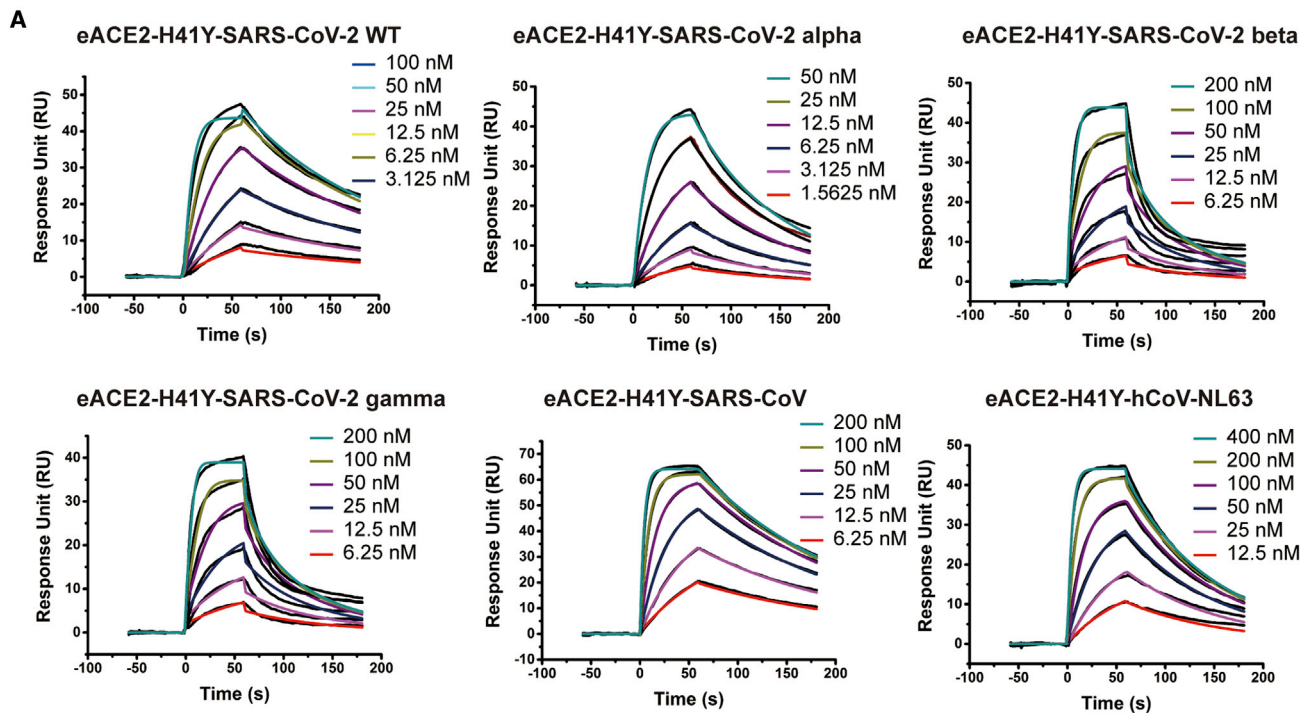 A
eACE2-H41Y-SARS-CoV-2 WT
100 nM
50 nM
25 nM
12.5 nM
6.25 nM
3.125 nM
Response Unit (RU)
50
40
30
20
10
0
-100 -50 0 50 100 150 200
Time (s)
eACE2-H41Y-SARS-CoV-2 alpha
50 nM
25 nM
12.5 nM
6.25 nM
3.125 nM
1.5625 nM
Response Unit (RU)
50
40
30
20
10
0
-100 -50 0 50 100 150 200
Time (s)
eACE2-H41Y-SARS-CoV-2 beta
200 nM
100 nM
50 nM
25 nM
12.5 nM
6.25 nM
Response Unit (RU)
50
40
30
20
10
0
-100 -50 0 50 100 150 200
Time (s)
eACE2-H41Y-SARS-CoV-2 gamma
200 nM
100 nM
50 nM
25 nM
12.5 nM
6.25 nM
Response Unit (RU)
40
30
20
10
0
-100 -50 0 50 100 150 200
Time (s)
eACE2-H41Y-SARS-CoV
200 nM
100 nM
50 nM
25 nM
12.5 nM
6.25 nM
Response Unit (RU)
70
60
50
40
30
20
10
0
-10
-100 -50 0 50 100 150 200
Time (s)
eACE2-H41Y-hCoV-NL63
400 nM
200 nM
100 nM
50 nM
25 nM
12.5 nM
Response Unit (RU)
50
40
30
20
10
0
-100 -50 0 50 100 150 200
Time (s)